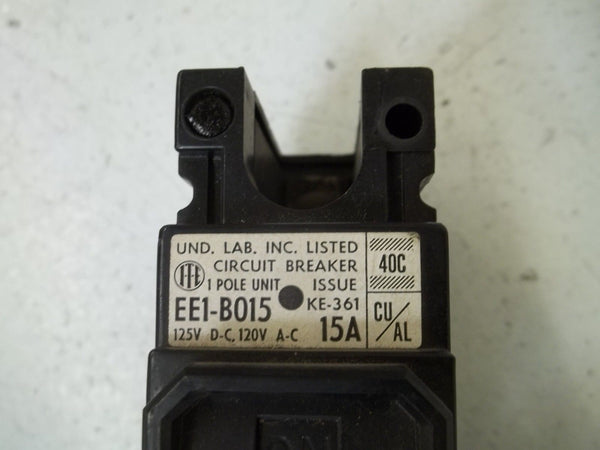 UND. LAB. INC. LISTED
ITE CIRCUIT BREAKER
1 POLE UNIT ISSUE
EE1-B015 KE-361
125V D-C, 120V A-C 15A
40C
CU/AL